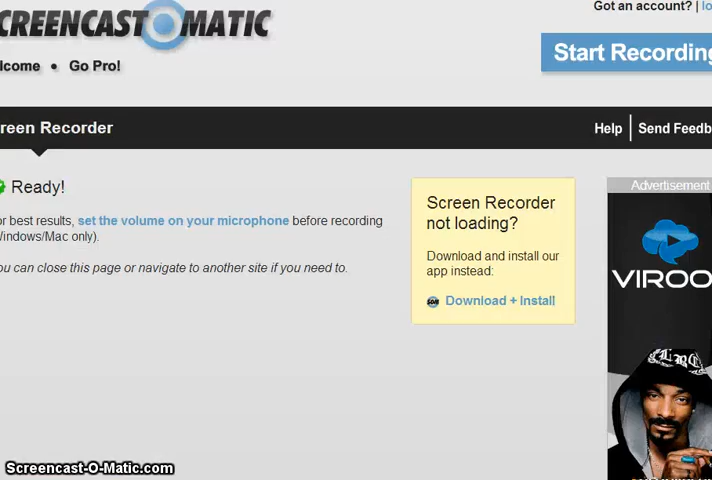 CREENCAST O MATIC
Got an account? | lo
lcome • Go Pro!
Start Recording
reen Recorder
Help | Send Feedb
Ready!
or best results, set the volume on your microphone before recording
Windows/Mac only).
ou can close this page or navigate to another site if you need to.
Screen Recorder
not loading?
Download and install our
app instead:
SOM Download + Install
Advertisement
VIROO
Screencast-O-Matic.com